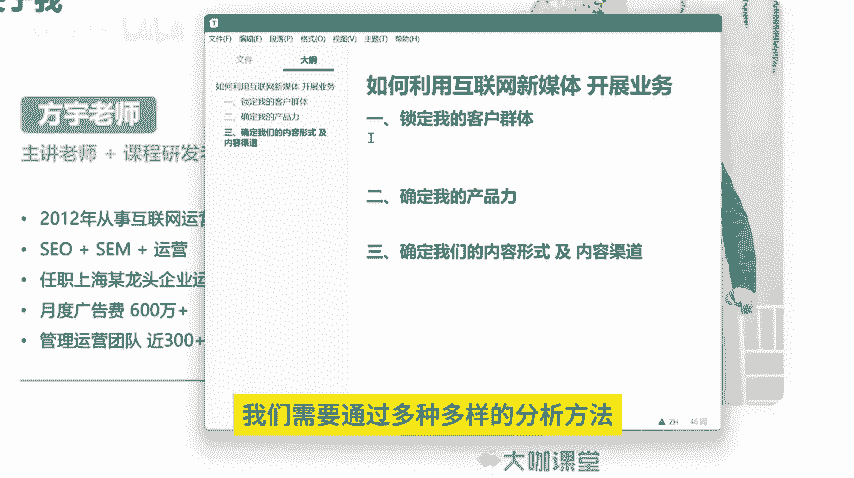 方宇老师
主讲老师 + 课程研发
2012年从事互联网运营
SEO + SEM + 运营
任职上海某龙头企业运
月度广告费 600万+
管理运营团队 近300+
文件(F) 编辑(E) 段落(P) 格式(O) 视图(V) 主题(T) 帮助(H)
文件 大纲
如何利用互联网新媒体 开展业务
一、锁定我的客户群体
二、确定我的产品力
三、确定我们的内容形式 及
内容渠道
如何利用互联网新媒体 开展业务
一、锁定我的客户群体
二、确定我的产品力
三、确定我们的内容形式 及 内容渠道
ZH 46 词
我们需要通过多种多样的分析方法
大咖课堂